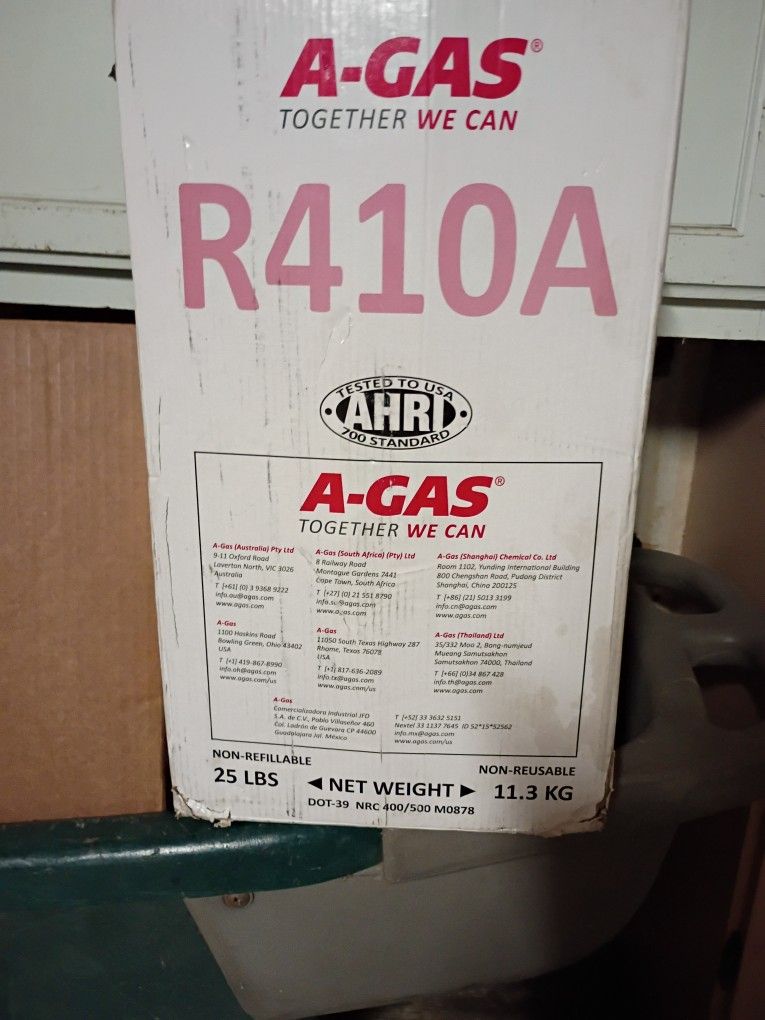 A-GAS®
TOGETHER WE CAN
R410A
TESTED TO USA
AHRI
700 STANDARD
A-GAS®
TOGETHER WE CAN
A-Gas (Australia) Pty Ltd
9-11 Oxford Road
Laverton North, VIC 3026
Australia
T [+61] (0) 3 9368 9222
info.au@agas.com
www.agas.com
A-Gas (South Africa) (Pty) Ltd
8 Railway Road
Montague Gardens 7441
Cape Town, South Africa
T [+27] (0) 21 551 8790
www.agas.com
A-Gas (Shanghai) Chemical Co. Ltd
Room 1102, Yunding International Building
800 Chengshan Road, Pudong District
Shanghai, China 200125
T [+86] (21) 5013 3199
info.cn@agas.com
www.agas.com
A-Gas
1100 Haskins Road
Bowling Green, Ohio 43402
USA
T [+1] 419-867-8990
info.oh@agas.com
www.agas.com/us
A-Gas
11050 South Texas Highway 287
Rhome, Texas 76078
USA
T [+1] 817-636-2089
info.tx@agas.com
www.agas.com/us
A-Gas (Thailand) Ltd
35/332 Moo 2, Bang-numjeud
Mueang Samutsakhon
Samutsakhon 74000, Thailand
T [+66] (0)34 867 428
info.th@agas.com
www.agas.com
A-Gas
Comercializadora Industrial JFD
S.A. de C.V., Pablo Villaseñor 460
Col. Ladrón de Guevara CP 44600
Guadalajara Jal. México
T [+52] 33 3632 5151
Nextel 33 1137 7645 ID 52*15*52562
info.mx@agas.com
www.agas.com/us
NON-REFILLABLE
25 LBS
◄ NET WEIGHT ►
NON-REUSABLE
11.3 KG
DOT-39 NRC 400/500 M0878